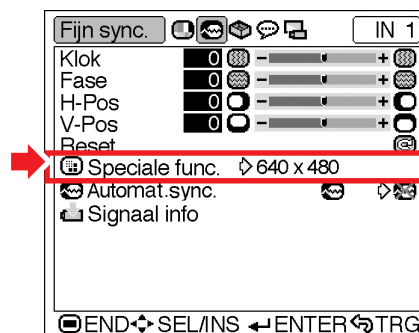 Fijn sync. IN 1
Klok 0 - +
Fase 0 - +
H-Pos 0 - +
V-Pos 0 - +
Reset
Speciale func. 640 x 480
Automat.sync.
Signaal info
END SEL/INS ENTER TRG